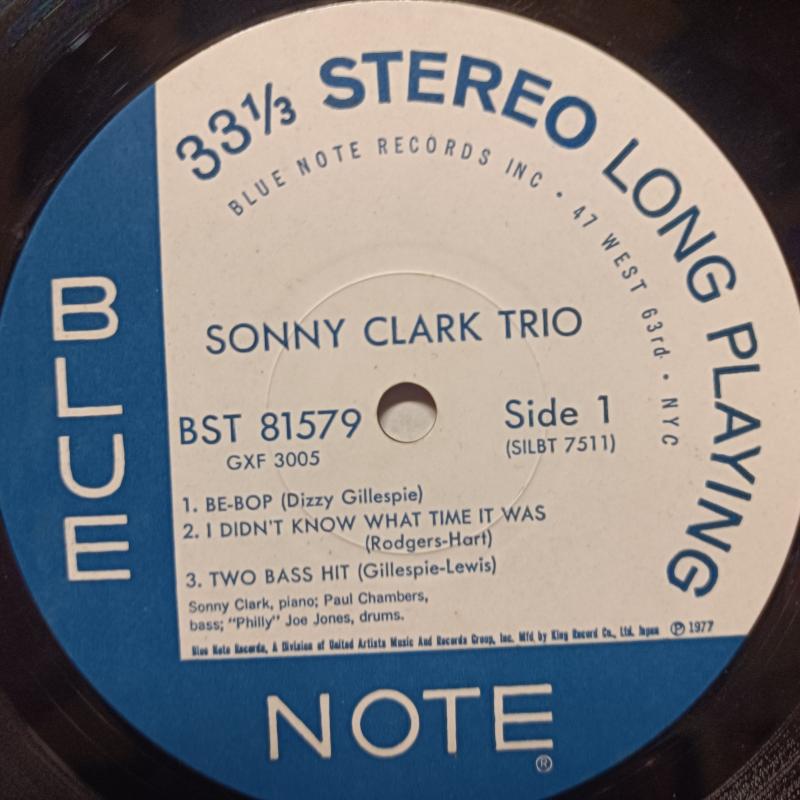 33⅓ STEREO LONG PLAYING
BLUE NOTE RECORDS INC • 47 WEST 63rd • NYC
SONNY CLARK TRIO
BST 81579
GXF 3005
Side 1
(SILBT 7511)
1. BE-BOP (Dizzy Gillespie)
2. I DIDN'T KNOW WHAT TIME IT WAS
(Rodgers-Hart)
3. TWO BASS HIT (Gillespie-Lewis)
Sonny Clark, piano; Paul Chambers,
bass; "Philly" Joe Jones, drums.
Blue Note Records, A Division of United Artists Music And Records Group, Inc. Mfd by King Record Co., Ltd. Japan ℗ 1977
BLUE
NOTE®